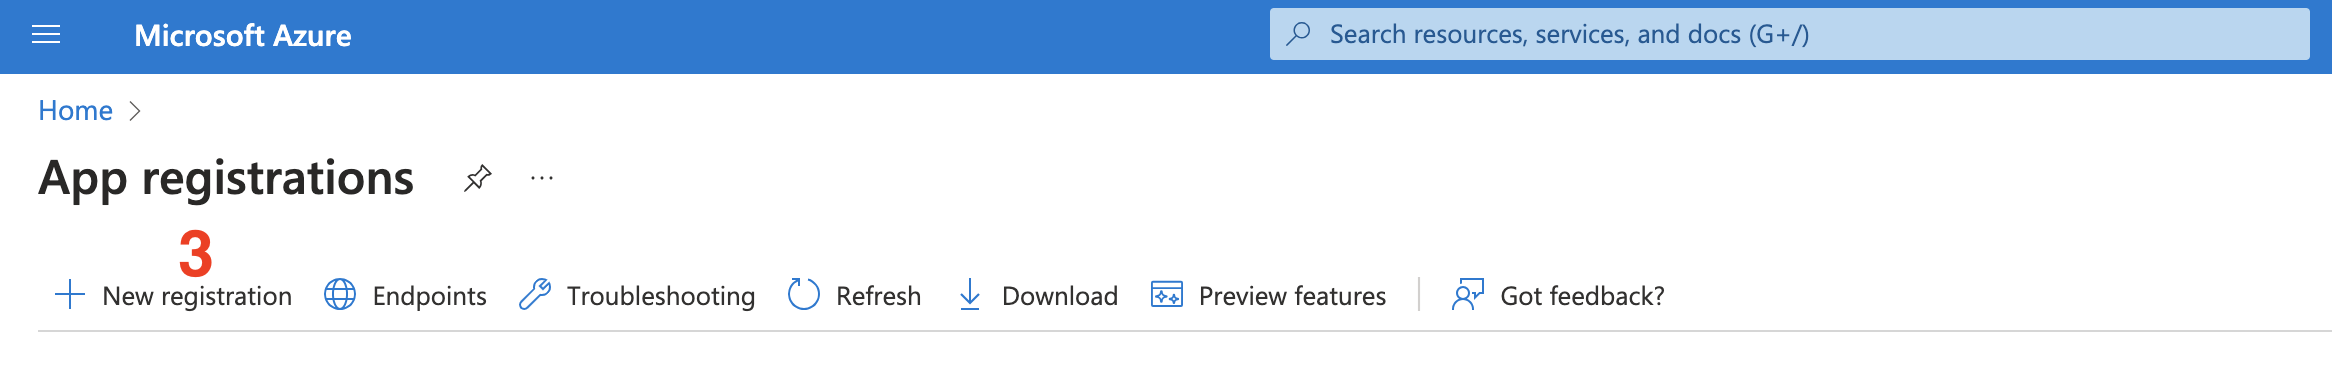 Microsoft Azure
Search resources, services, and docs (G+/)
Home
App registrations
3
New registration
Endpoints
Troubleshooting
Refresh
Download
Preview features
Got feedback?